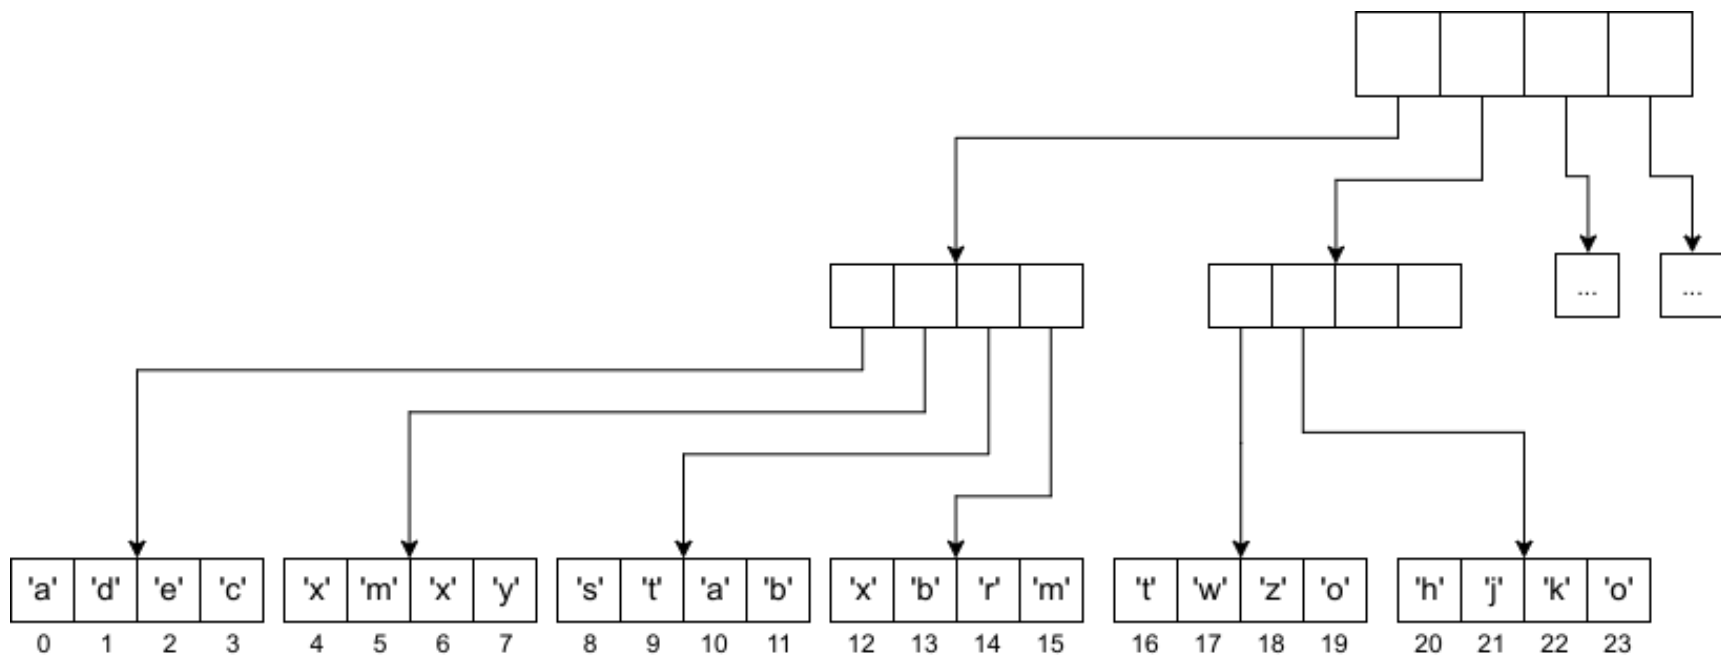 ... ...
'a' 'd' 'e' 'c' 'x' 'm' 'x' 'y' 's' 't' 'a' 'b' 'x' 'b' 'r' 'm' 't' 'w' 'z' 'o' 'h' 'j' 'k' 'o'
0 1 2 3 4 5 6 7 8 9 10 11 12 13 14 15 16 17 18 19 20 21 22 23